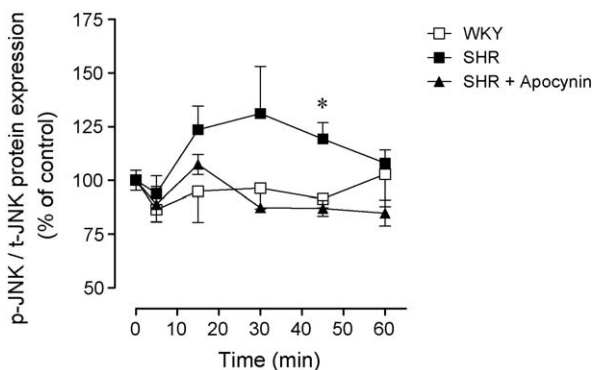 175
150
125
100
75
50
p-JNK / t-JNK protein expression
(% of control)
*
0 10 20 30 40 50 60
Time (min)
WKY
SHR
SHR + Apocynin